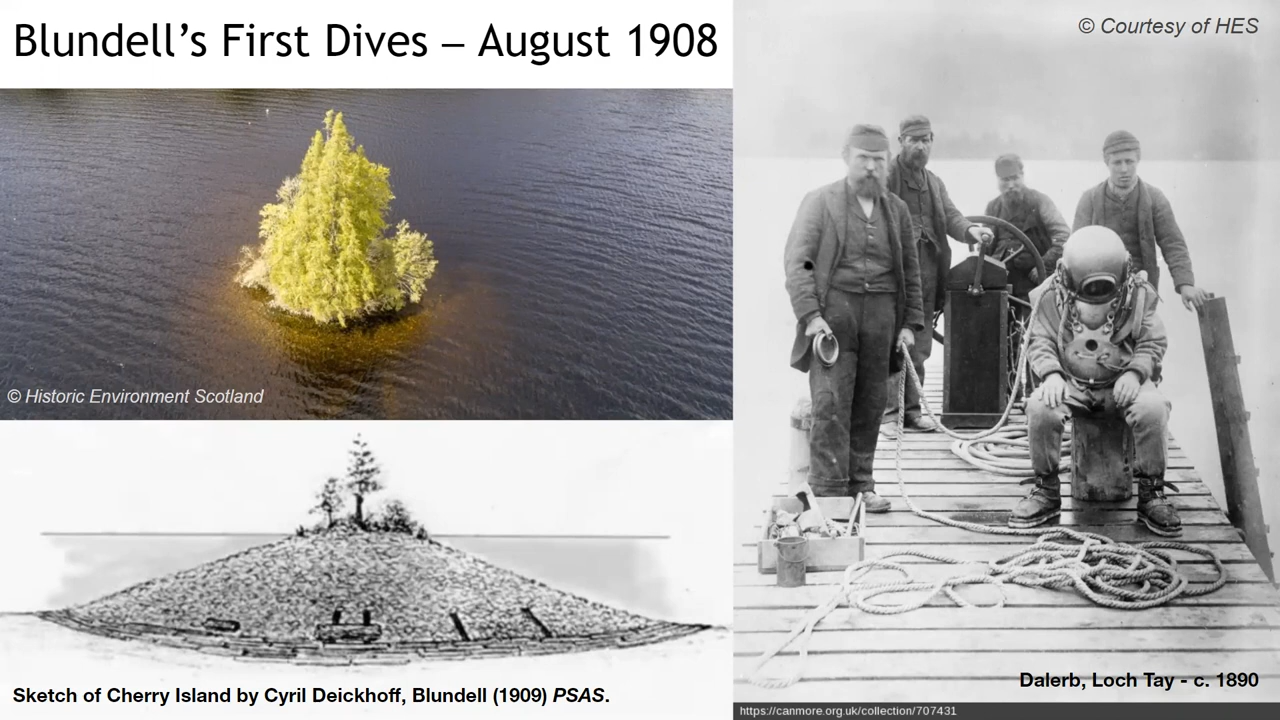 Blundell’s First Dives – August 1908
© Courtesy of HES
© Historic Environment Scotland
Sketch of Cherry Island by Cyril Deickhoff, Blundell (1909) PSAS.
Dalerb, Loch Tay - c. 1890
https://canmore.org.uk/collection/707431